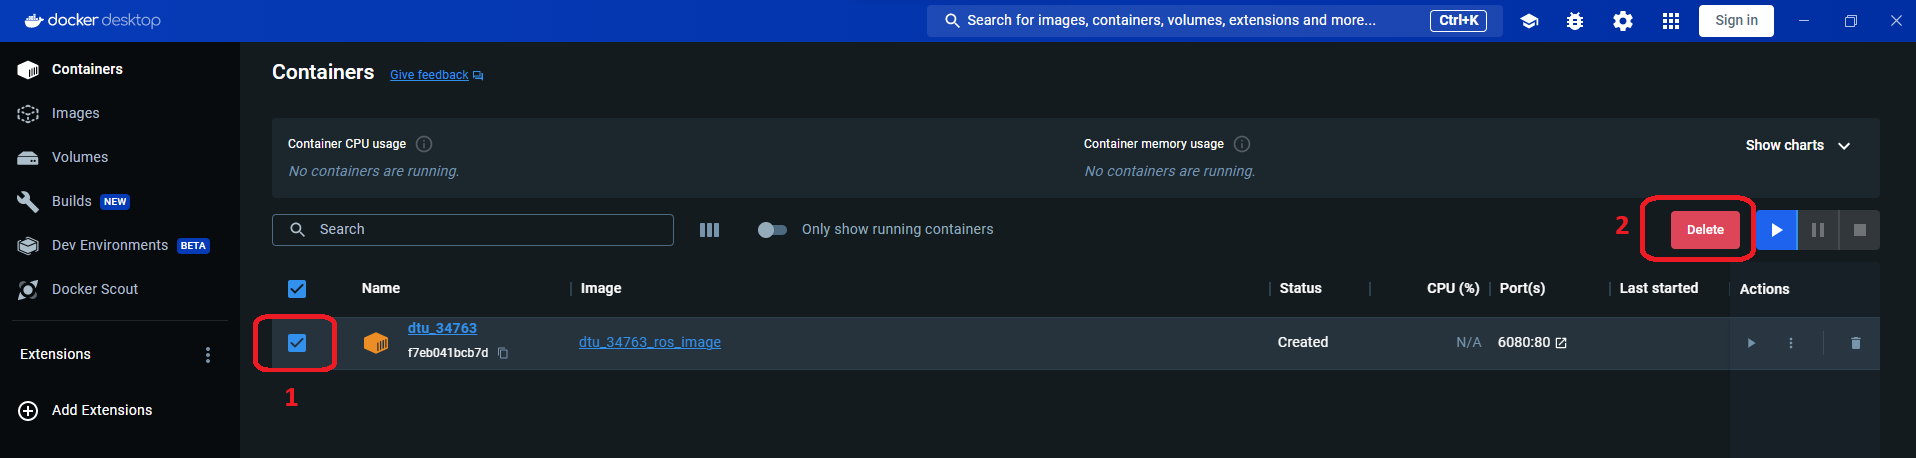 docker desktop
Search for images, containers, volumes, extensions and more...
Ctrl+K
Sign in
Containers
Images
Volumes
Builds NEW
Dev Environments BETA
Docker Scout
Extensions
Add Extensions
Containers
Give feedback
Container CPU usage
No containers are running.
Container memory usage
No containers are running.
Show charts
Search
Only show running containers
2
Delete
Name
Image
Status
CPU (%)
Port(s)
Last started
Actions
dtu_34763
f7eb041bcb7d
dtu_34763_ros_image
Created
N/A
6080:80
1